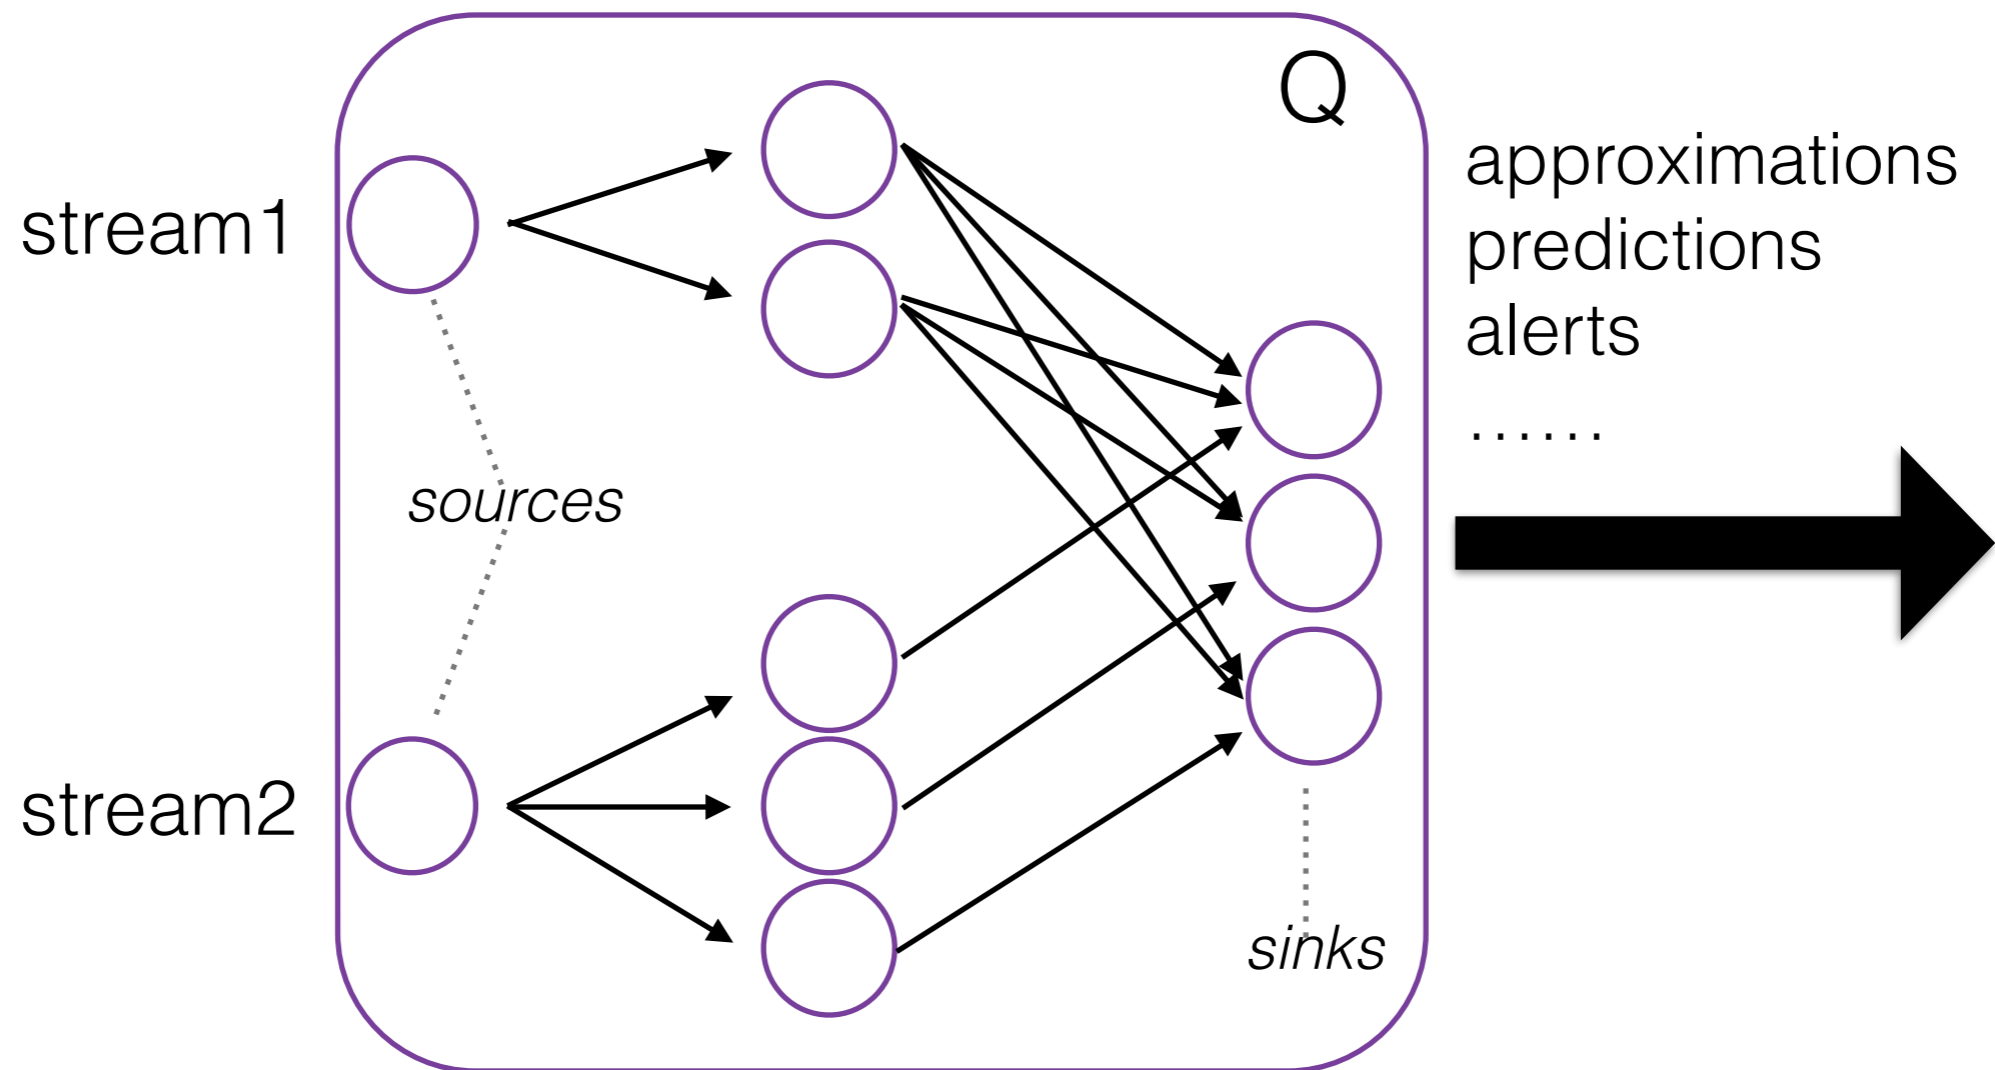 Q
approximations
predictions
alerts
......
stream1
sources
stream2
sinks